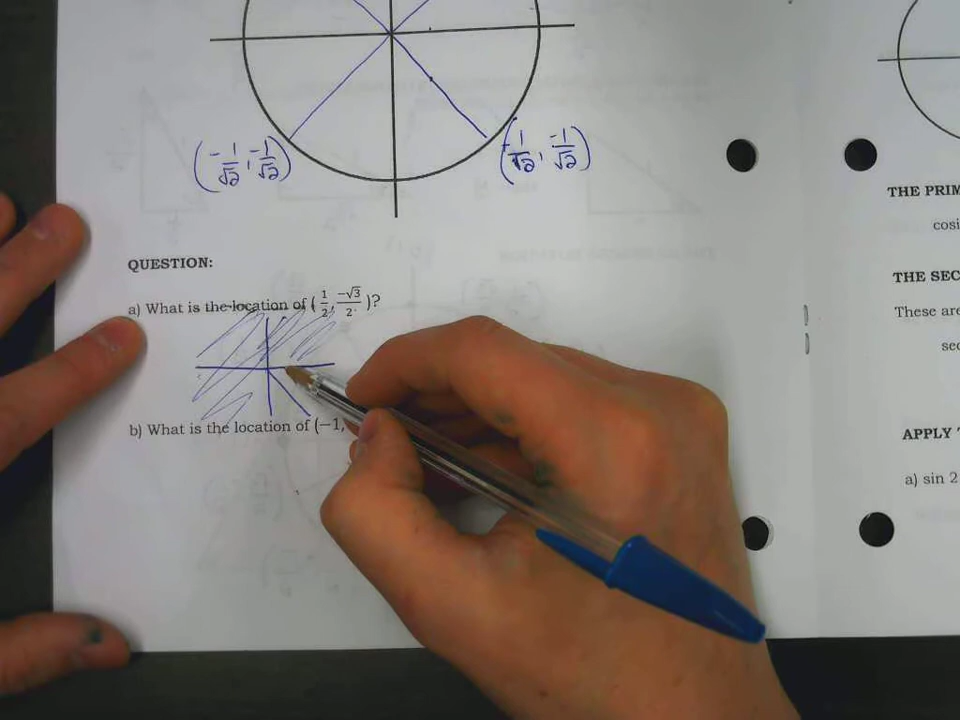 (-1/√2, -1/√2)
(1/√2, -1/√2)
QUESTION:
a) What is the location of (1/2, -√3/2)?
b) What is the location of (−1,
THE PRIM
cosi
THE SEC
These are
sec
APPLY
a) sin 2